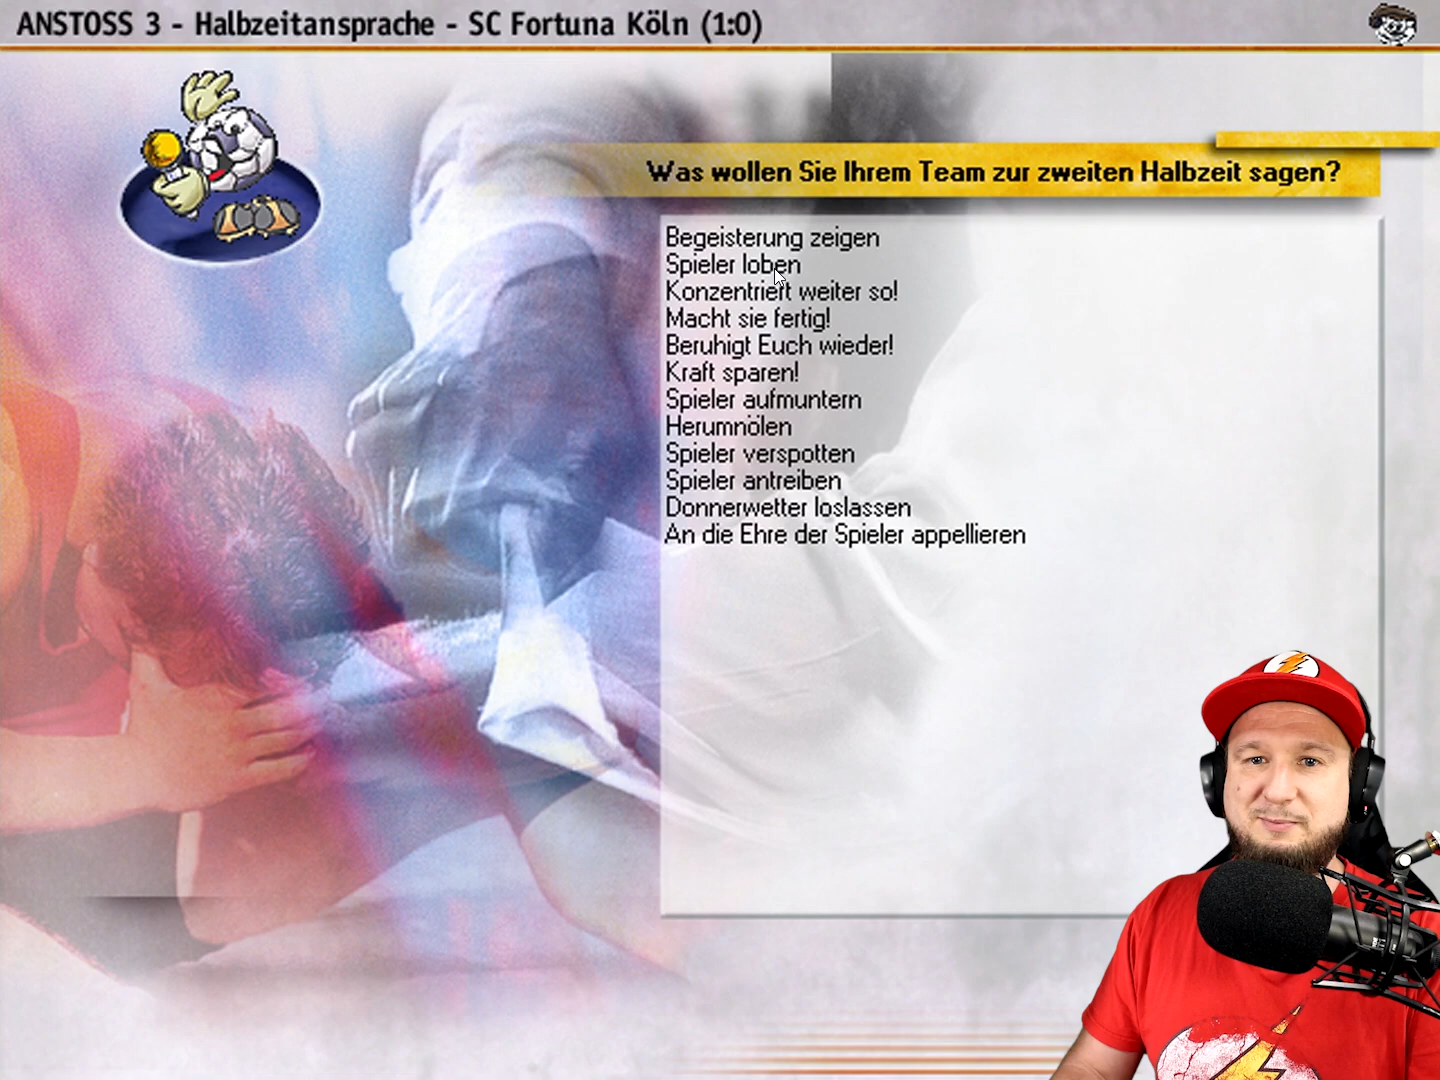 ANSTOSS 3 - Halbzeitansprache - SC Fortuna Köln (1:0)
Was wollen Sie Ihrem Team zur zweiten Halbzeit sagen?
Begeisterung zeigen
Spieler loben
Konzentriert weiter so!
Macht sie fertig!
Beruhigt Euch wieder!
Kraft sparen!
Spieler aufmuntern
Herumnölen
Spieler verspotten
Spieler antreiben
Donnerwetter loslassen
An die Ehre der Spieler appellieren